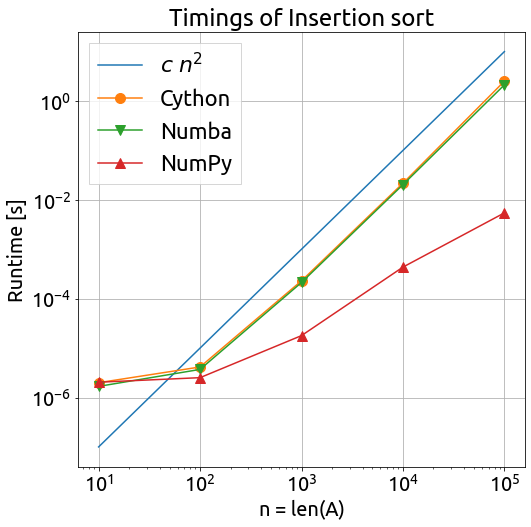 Timings of Insertion sort
c n²
Cython
Numba
NumPy
Runtime [s]
10⁰
10⁻²
10⁻⁴
10⁻⁶
10¹ 10² 10³ 10⁴ 10⁵
n = len(A)